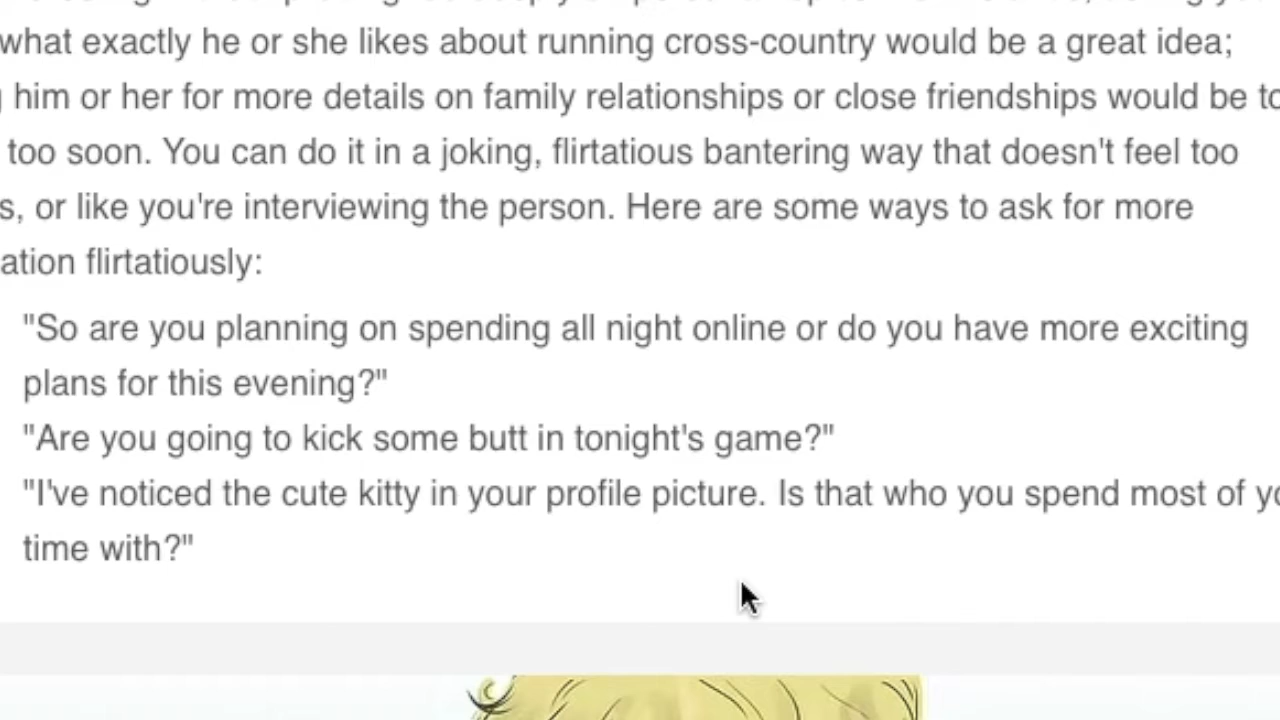 what exactly he or she likes about running cross-country would be a great idea;
him or her for more details on family relationships or close friendships would be
too soon. You can do it in a joking, flirtatious bantering way that doesn't feel too
or like you're interviewing the person. Here are some ways to ask for more
flirtatiously:
"So are you planning on spending all night online or do you have more exciting
plans for this evening?"
"Are you going to kick some butt in tonight's game?"
"I've noticed the cute kitty in your profile picture. Is that who you spend most of
time with?"